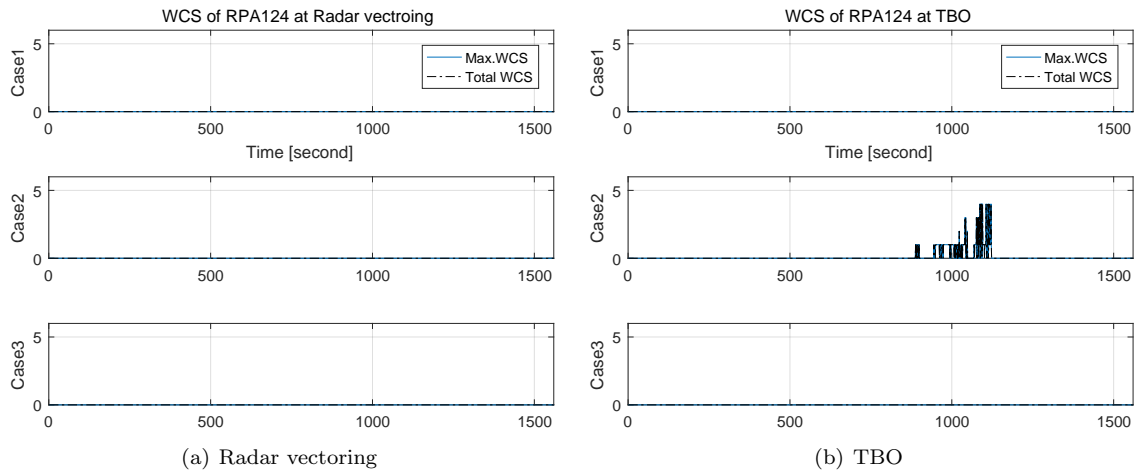 WCS of RPA124 at Radar vectroing
Case1
5
0
Max.WCS
Total WCS
0 500 1000 1500
Time [second]
Case2
5
0
0 500 1000 1500
Case3
5
0
0 500 1000 1500
(a) Radar vectoring
WCS of RPA124 at TBO
Case1
5
0
Max.WCS
Total WCS
0 500 1000 1500
Time [second]
Case2
5
0
0 500 1000 1500
Case3
5
0
0 500 1000 1500
(b) TBO